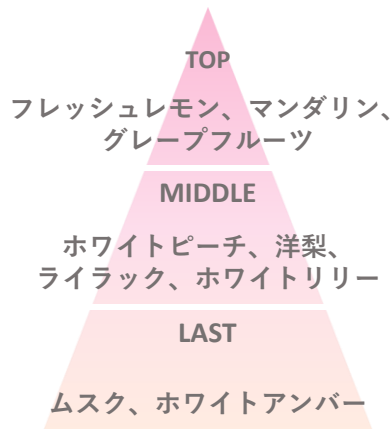 TOP
フレッシュレモン、マンダリン、
グレープフルーツ
MIDDLE
ホワイトピーチ、洋梨、
ライラック、ホワイトリリー
LAST
ムスク、ホワイトアンバー